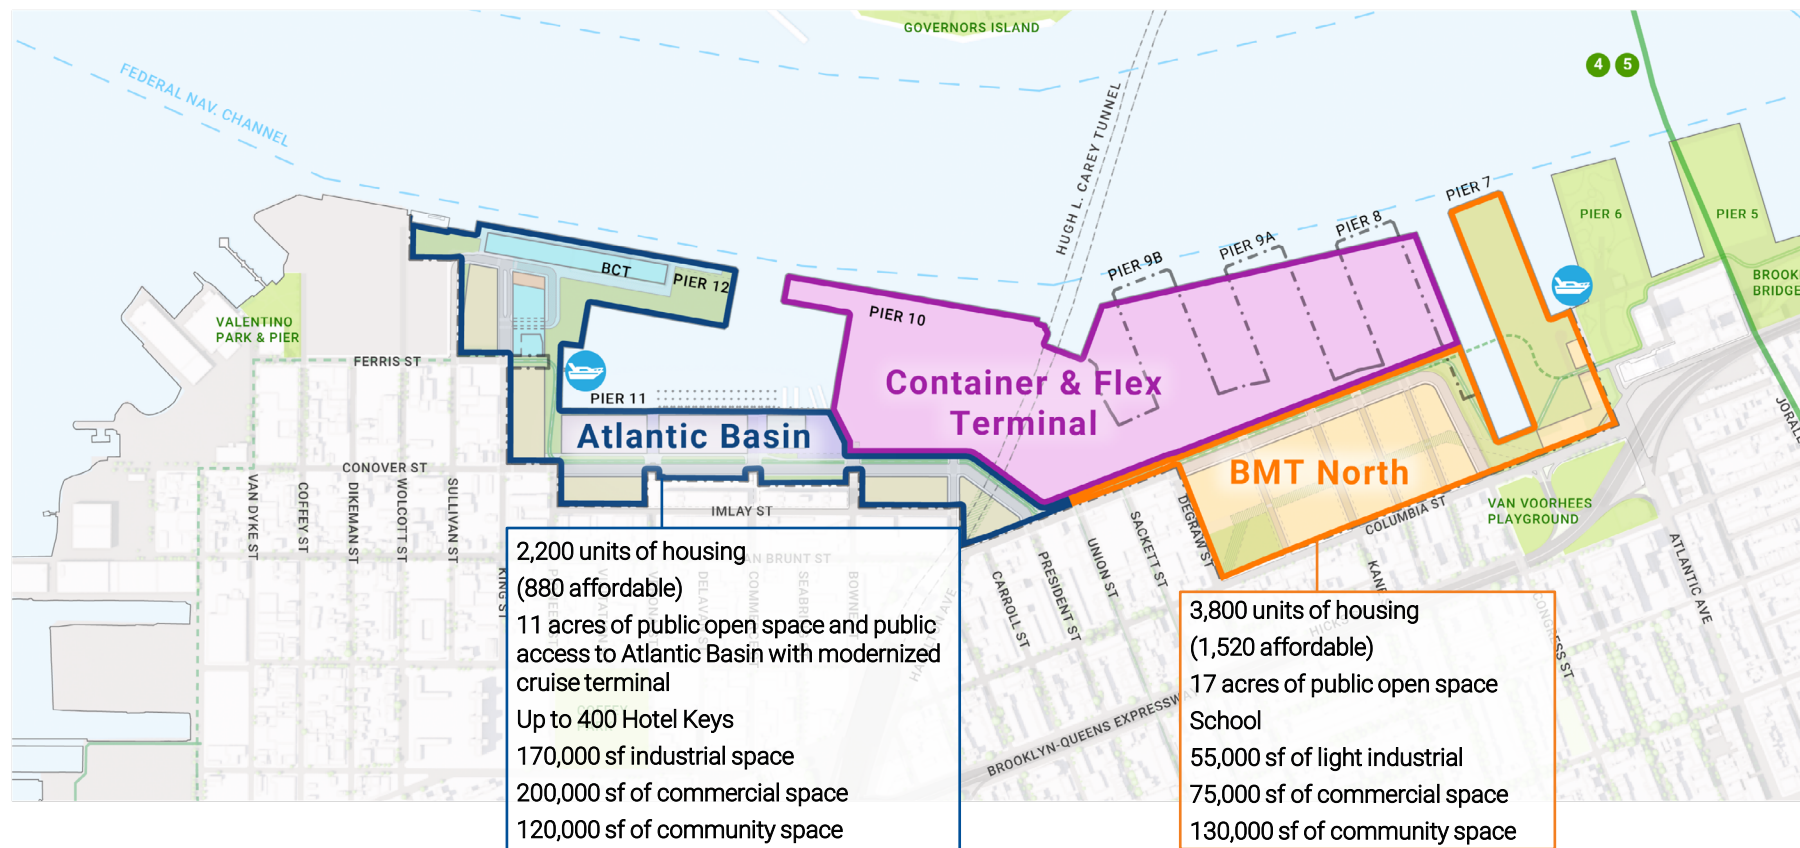 GOVERNORS ISLAND
4 5
FEDERAL NAV. CHANNEL
HUGH L. CAREY TUNNEL
PIER 7
PIER 6
PIER 5
PIER 8
PIER 9A
PIER 9B
BCT
PIER 12
PIER 10
BROOK
BRIDGE
VALENTINO
PARK & PIER
FERRIS ST
PIER 11
Container & Flex
Terminal
Atlantic Basin
BMT North
CONOVER ST
VAN DYKE ST
COFFEY ST
DIKEMAN ST
WOLCOTT ST
SULLIVAN ST
KING ST
IMLAY ST
VAN VOORHEES
PLAYGROUND
COLUMBIA ST
DEGRAW ST
SACKETT ST
UNION ST
PRESIDENT ST
CARROLL ST
ATLANTIC AVE
BROOKLYN-QUEENS EXPRESSWAY
2,200 units of housing
(880 affordable)
11 acres of public open space and public
access to Atlantic Basin with modernized
cruise terminal
Up to 400 Hotel Keys
170,000 sf industrial space
200,000 sf of commercial space
120,000 sf of community space
3,800 units of housing
(1,520 affordable)
17 acres of public open space
School
55,000 sf of light industrial
75,000 sf of commercial space
130,000 sf of community space